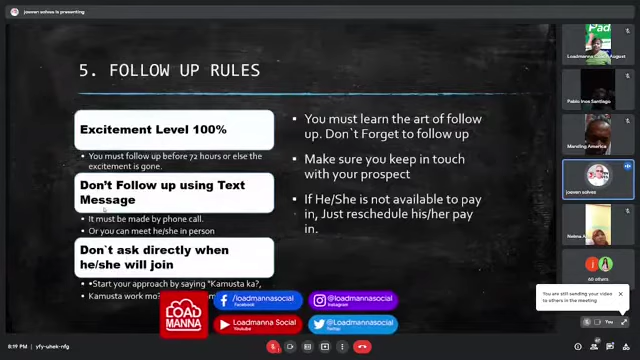 joeven solves is presenting
5. FOLLOW UP RULES
Excitement Level 100%
▪ You must follow up before 72 hours or else the
excitement is gone.
Don't Follow up using Text
Message
▪ It must be made by phone call.
▪ Or you can meet he/she in person
Don`t ask directly when
he/she will join
▪ *Start your approach by saying "Kamusta ka?,
▪ Kamusta work mo?
▪ You must learn the art of follow
up. Don`t Forget to follow up
▪ Make sure you keep in touch
with your prospect
▪ If He/She is not available to pay
in, Just reschedule his/her pay
in.
LOAD
MANNA
/loadmannasocial
Facebook
@loadmannasocial
Instagram
Loadmanna Social
Youtube
@loadmannasocial
Twitter
Pad
Pablo Inos Santiago
Mansling America
joeven solves
60 others
You are still sending your video
to others in the meeting
You
8:19 PM | yfy-uhek-nfg